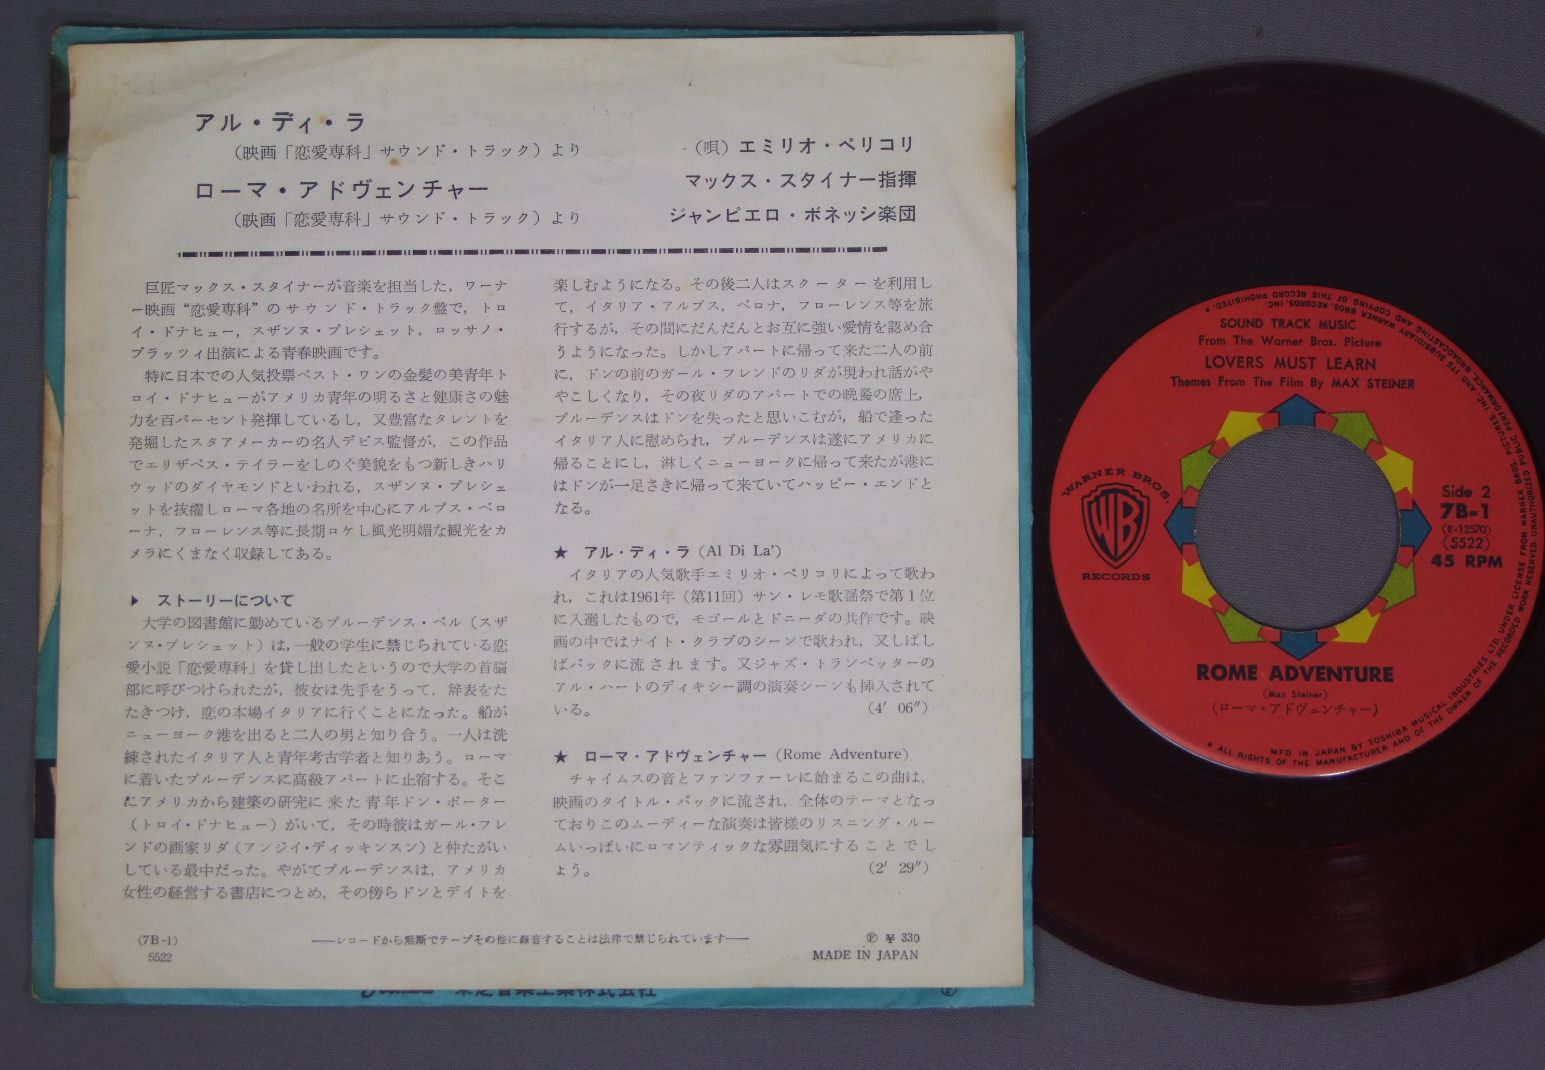 アル・ディ・ラ
(映画「恋愛専科」サウンド・トラック)より
ローマ・アドヴェンチャー
(映画「恋愛専科」サウンド・トラック)より
(唄)エミリオ・ペリコリ
マックス・スタイナー指揮
ジャンピエロ・ボネッシ楽団
巨匠マックス・スタイナーが音楽を担当した，ワーナ
ー映画“恋愛専科”のサウンド・トラック盤で，トロ
イ・ドナヒュー，スザンヌ・プレシェット，ロッサノ・
ブラッツィ出演による青春映画です。
特に日本での人気投票ベスト・ワンの金髪の美青年ト
ロイ・ドナヒューがアメリカ青年の明るさと健康さの魅
力を百パーセント発揮しているし，又豊富なタレントを
発堀したスタアメーカーの名人デビス監督が，この作品
でエリザベス・テイラーをしのぐ美貌をもつ新しきハリ
ウッドのダイヤモンドといわれる，スザンヌ・プレシェ
ットを抜擢しローマ各地の名所を中心にアルプス・ベロ
ーナ，フローレンス等に長期ロケし風光明媚な観光をカ
メラにくまなく収録してある。
▶ ストーリーについて
大学の図書館に勤めているプルーデンス・ベル（スザ
ンヌ・プレシェット）は，一般の学生に禁じられている恋
愛小説「恋愛専科」を貸し出したというので大学の首脳
部に呼びつけられたが，彼女は先手をうって，辞表をた
たきつけ，恋の本場イタリアに行くことになった。船が
ニューヨーク港を出ると二人の男と知り合う。一人は洗
練されたイタリア人と青年考古学者と知りあう。ローマ
に着いたプルーデンスに高級アパートに止宿する。そこ
にアメリカから建築の研究に来た青年ドン・ポーター
（トロイ・ドナヒュー）がいて，その時彼はガール・フレ
ンドの画家リダ（アンジイ・ディッキンスン）と仲たがい
している最中だった。やがてプルーデンスは，アメリカ
女性の経営する書店につとめ，その傍らドンとデイトを
楽しむようになる。その後二人はスクーターを利用し
て，イタリア・アルプス，ベロナ，フローレンス等を旅
行するが，その間にだんだんとお互に強い愛情を認め合
うようになった。しかしアパートに帰って来た二人の前
に，ドンの前のガール・フレンドのリダが現われ話がや
やこしくなり，その夜リダのアパートでの晩餐の席上，
プルーデンスはドンを失ったと思いこむが，船で逢った
イタリア人に慰められ，プルーデンスは遂にアメリカに
帰ることにし，淋しくニューヨークに帰って来たが港に
はドンが一足さきに帰って来ていてハッピー・エンドと
なる。
★ アル・ディ・ラ (Al Di La')
イタリアの人気歌手エミリオ・ペリコリによって歌わ
れ，これは1961年（第11回）サン・レモ歌謡祭で第1位
に入選したもので，モゴールとドニーダの共作です。映
画の中ではナイト・クラブのシーンで歌われ，又しばし
ばバックに流されます。又ジャズ・トランペッターの
アル・ハートのディキシー調の演奏シーンも挿入されて
いる。 (4′ 06″)
★ ローマ・アドヴェンチャー (Rome Adventure)
チャイムスの音とファンファーレに始まるこの曲は，
映画のタイトル・バックに流され，全体のテーマとなっ
ておりこのムーディーな演奏は皆様のリスニング・ルー
ムいっぱいにロマンティックな雰囲気にすることでし
ょう。 (2′ 29″)
(7B-1)
5522
――レコードから無断でテープその他に録音することは法律で禁じられています――
Ⓟ ¥ 330
MADE IN JAPAN
東芝音楽工業株式会社
Ⓟ
SOUND TRACK MUSIC
From The Warner Bros. Picture
LOVERS MUST LEARN
Themes From The Film By MAX STEINER
WARNER BROS.
WB
RECORDS
Side 2
7B-1
(E-12570)
(5522)
45 RPM
ROME ADVENTURE
(Max Steiner)
(ローマ・アドヴェンチャー)
MFD IN JAPAN BY TOSHIBA MUSICAL INDUSTRIES LTD. UNDER LICENSE FROM WARNER BROS. PICTURES, INC. AND ITS SUBSIDIARY WARNER BROS. RECORDS, INC.
• ALL RIGHTS OF THE MANUFACTURER AND OF THE OWNER OF THE RECORDED WORK RESERVED. UNAUTHORIZED PUBLIC PERFORMANCE, BROADCASTING AND COPYING OF THIS RECORD PROHIBITED. •